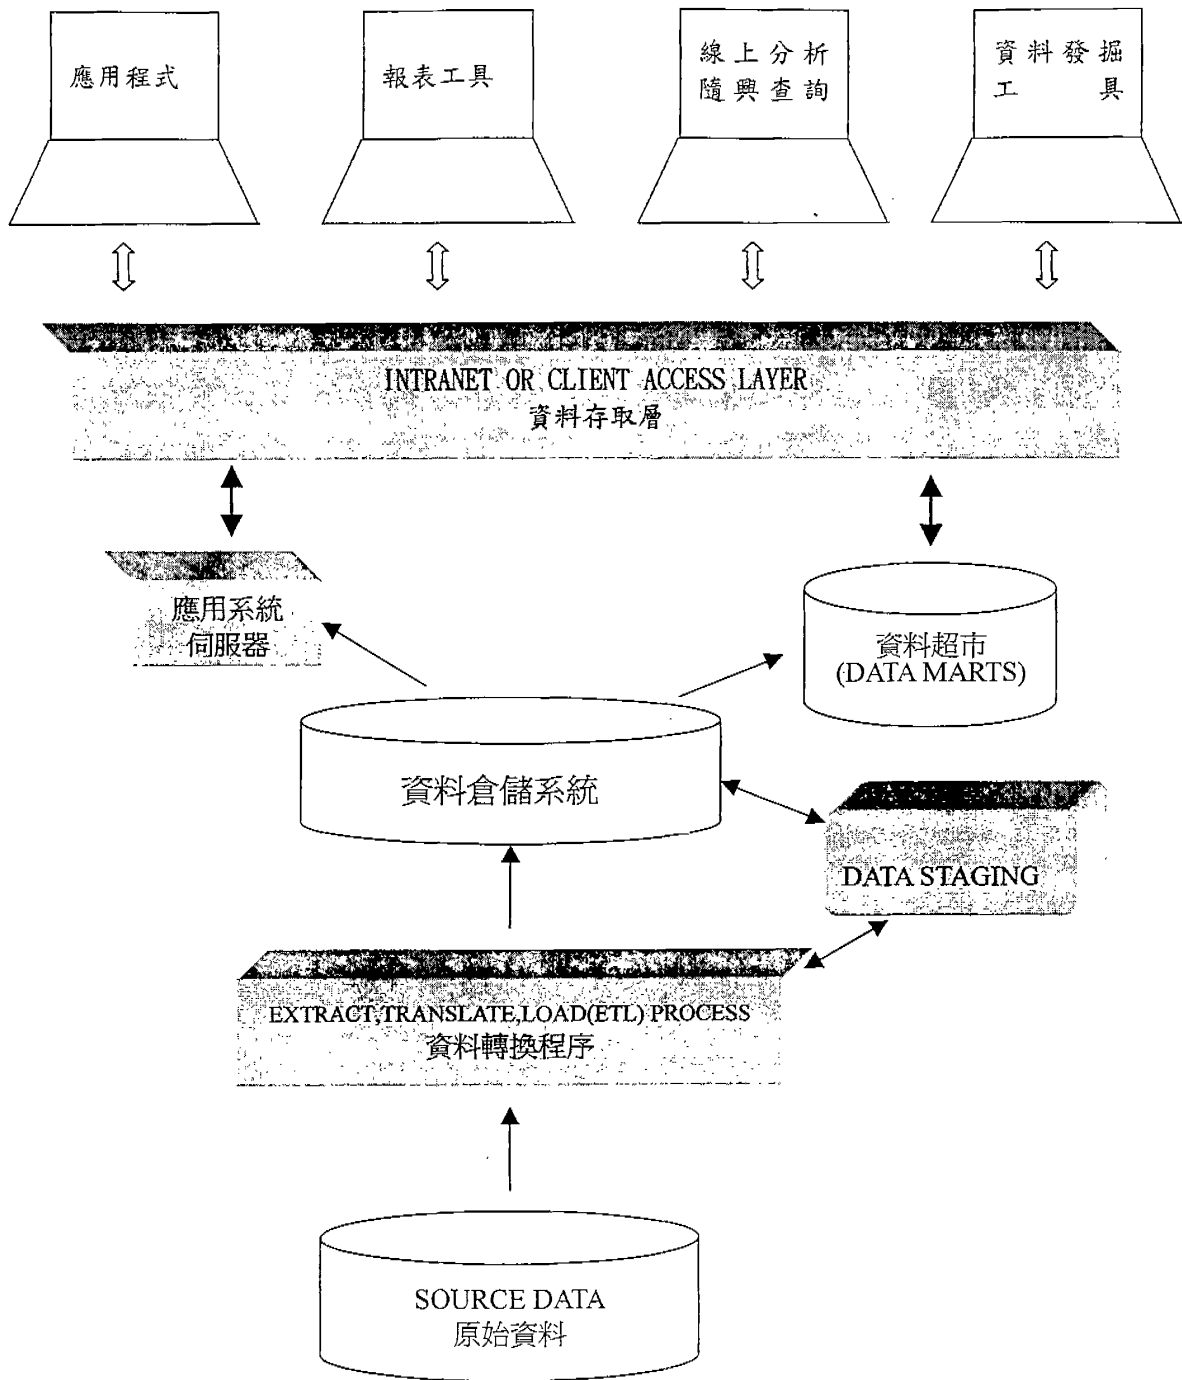 應用程式
報表工具
線上分析
隨興查詢
資料發掘
工具
INTRANET OR CLIENT ACCESS LAYER
資料存取層
應用系統
伺服器
資料超市
(DATA MARTS)
資料倉儲系統
DATA STAGING
EXTRACT,TRANSLATE,LOAD(ETL) PROCESS
資料轉換程序
SOURCE DATA
原始資料